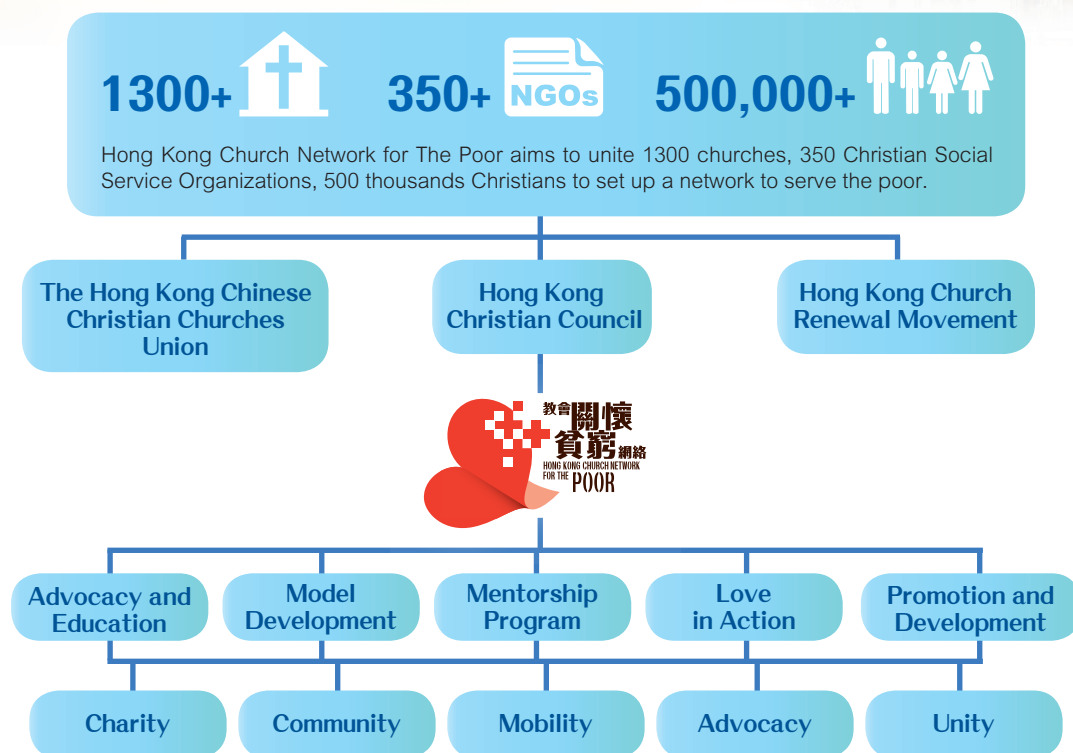 1300+
350+
NGOs
500,000+
Hong Kong Church Network for The Poor aims to unite 1300 churches, 350 Christian Social
Service Organizations, 500 thousands Christians to set up a network to serve the poor.
The Hong Kong Chinese
Christian Churches
Union
Hong Kong
Christian Council
Hong Kong Church
Renewal Movement
教會關懷
貧窮網絡
HONG KONG CHURCH NETWORK
FOR THE POOR
Advocacy and
Education
Model
Development
Mentorship
Program
Love
in Action
Promotion and
Development
Charity
Community
Mobility
Advocacy
Unity